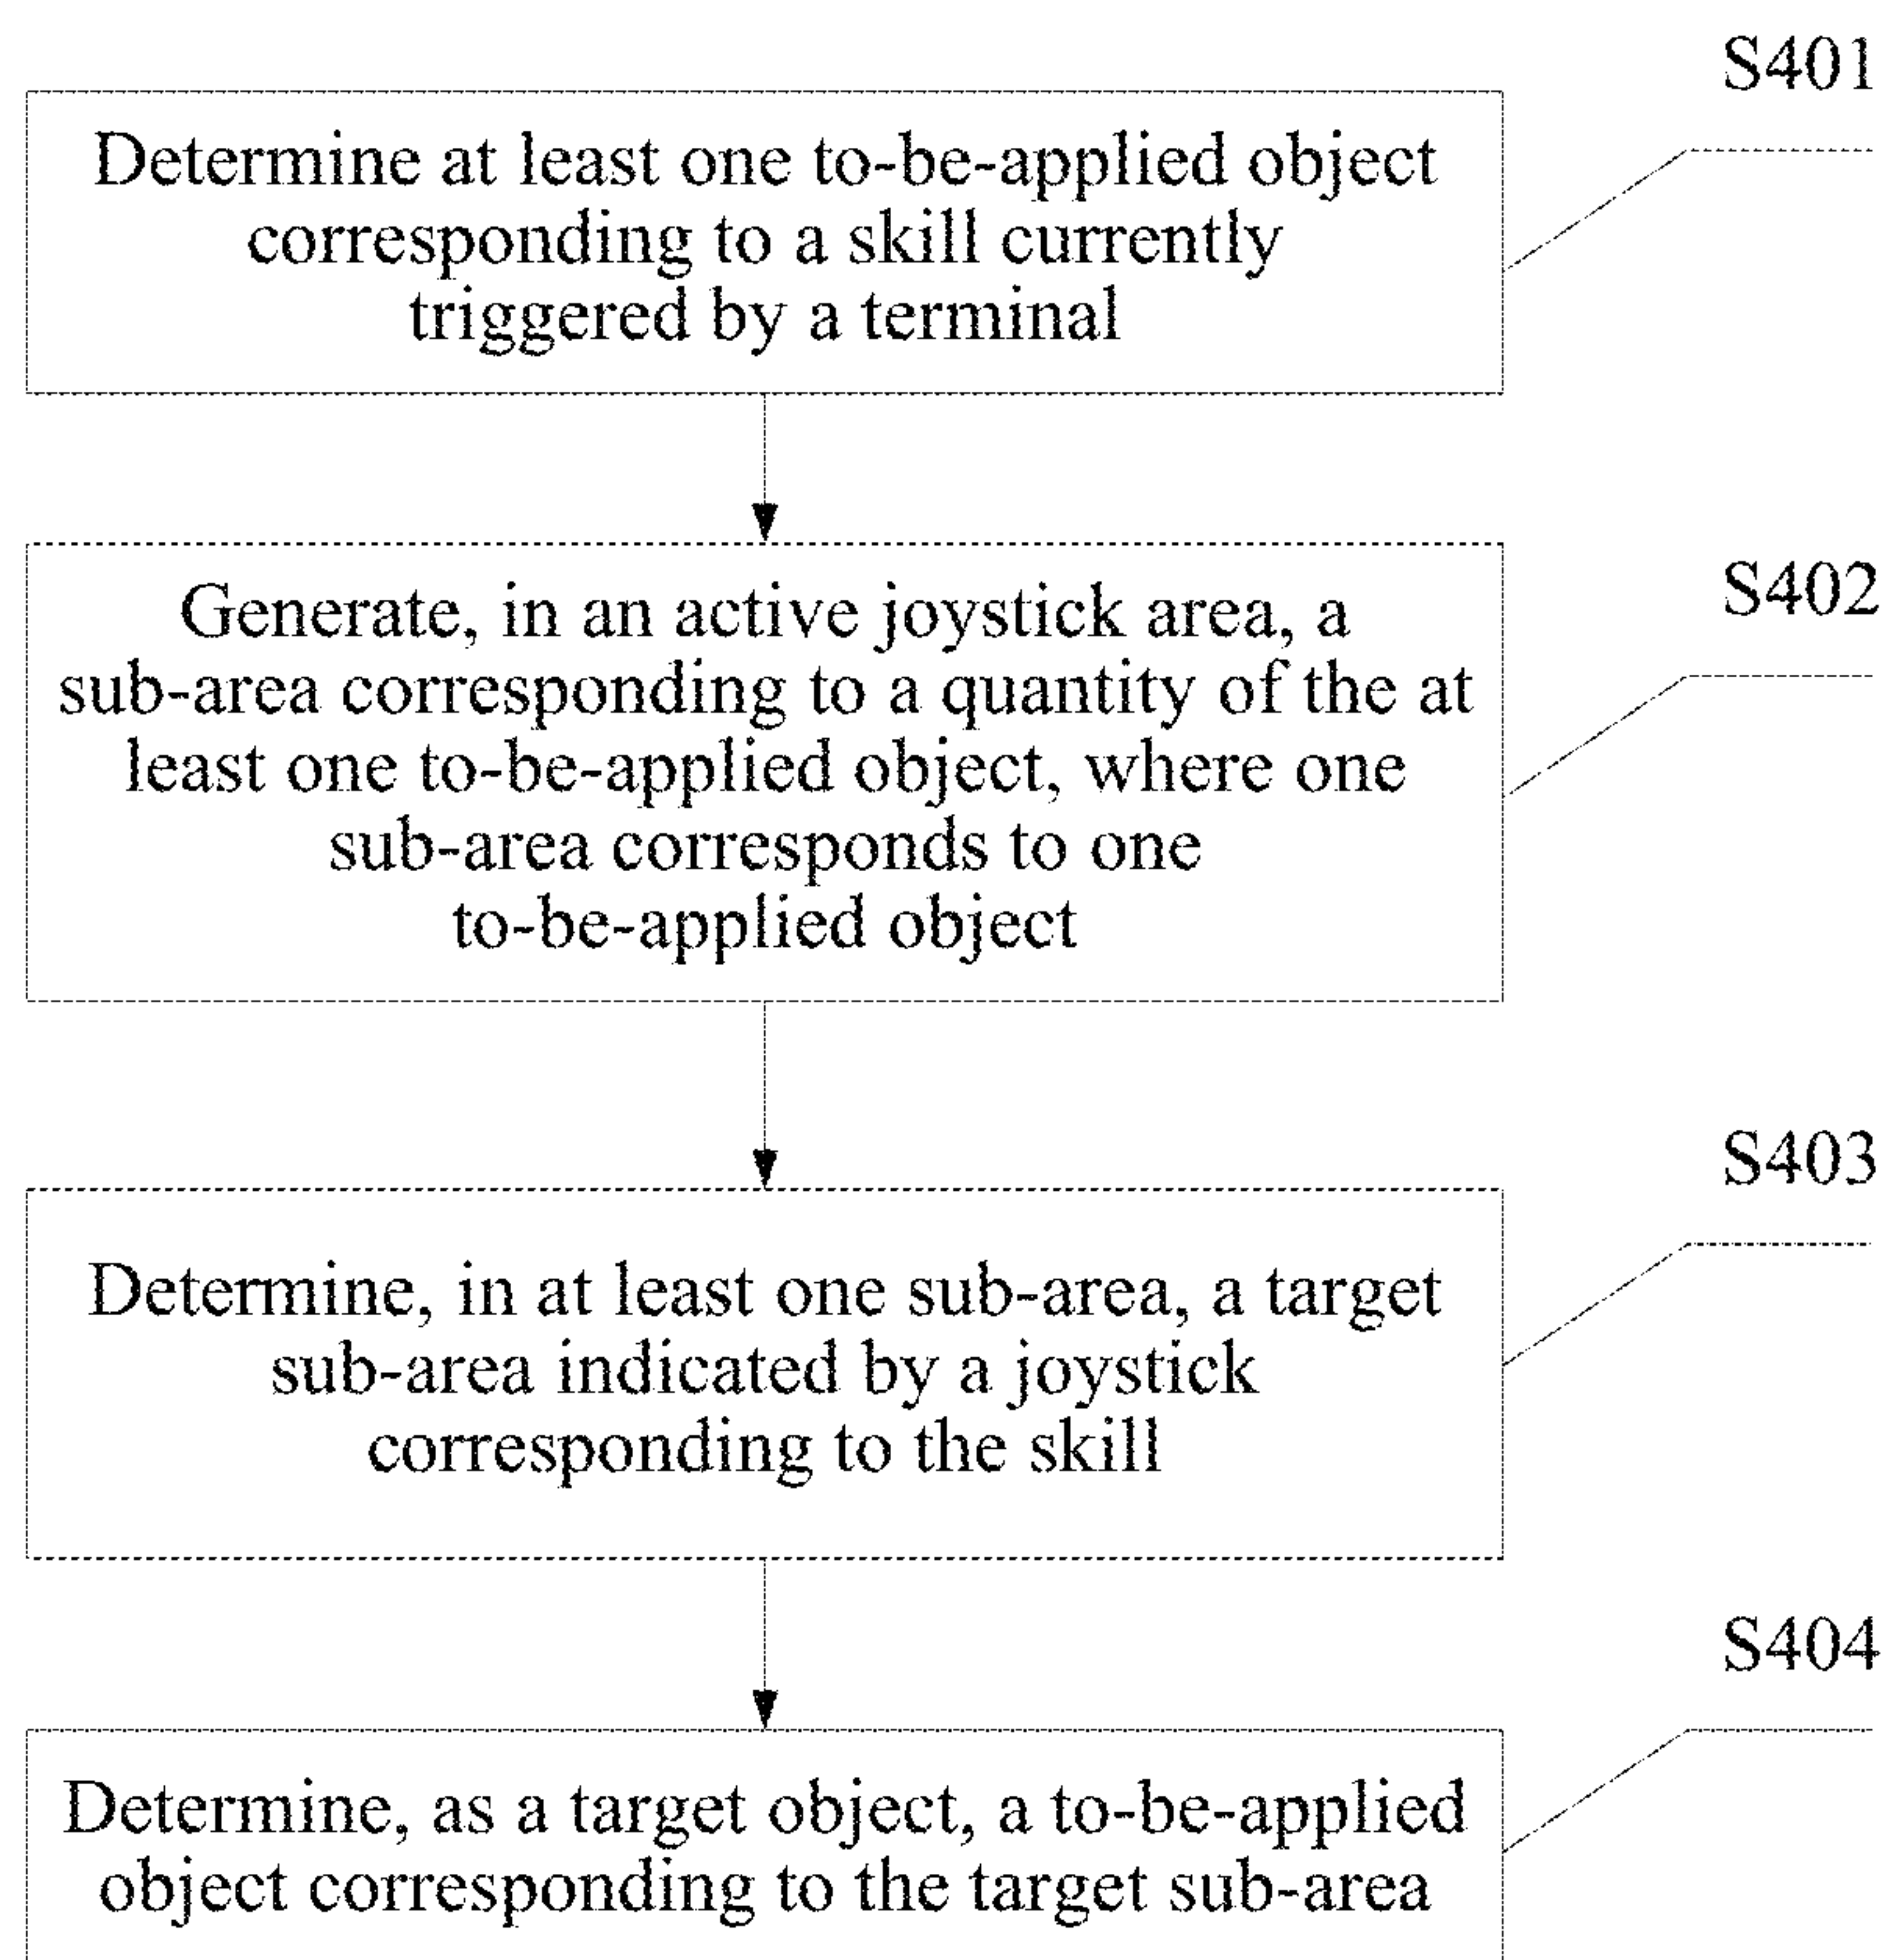 S401
Determine at least one to-be-applied object
corresponding to a skill currently
triggered by a terminal
S402
Generate, in an active joystick area, a
sub-area corresponding to a quantity of the at
least one to-be-applied object, where one
sub-area corresponds to one
to-be-applied object
S403
Determine, in at least one sub-area, a target
sub-area indicated by a joystick
corresponding to the skill
S404
Determine, as a target object, a to-be-applied
object corresponding to the target sub-area